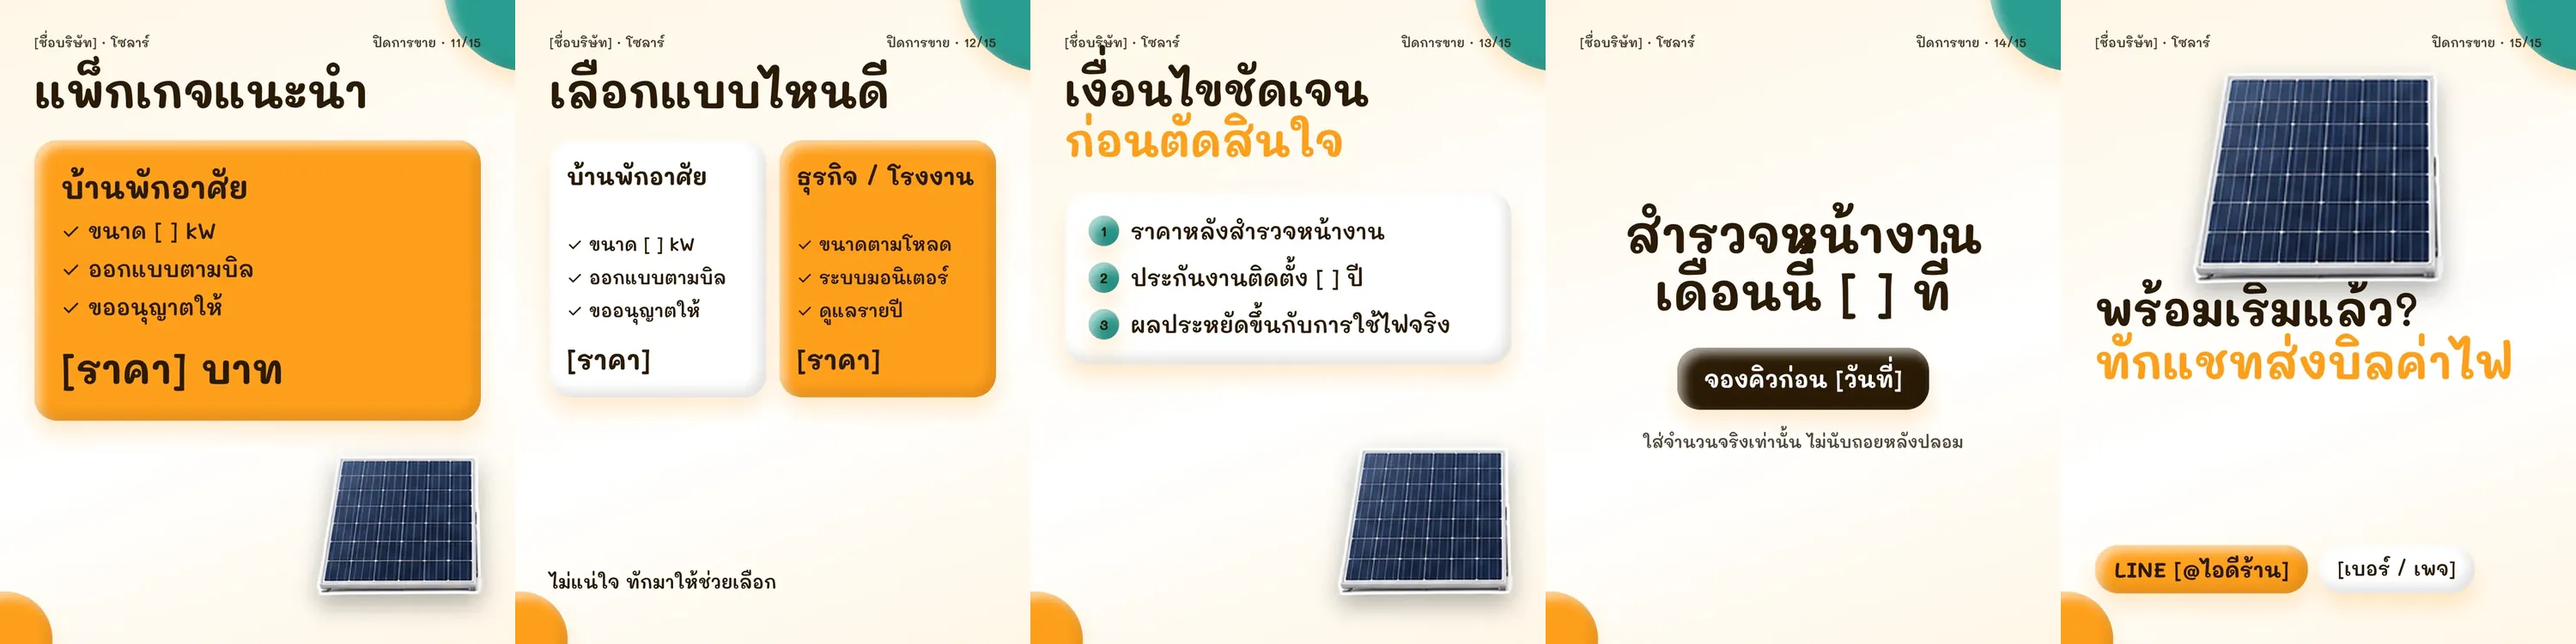 [ชื่อบริษัท] · โซลาร์
ปิดการขาย · 11/15
แพ็กเกจแนะนำ
บ้านพักอาศัย
✓ ขนาด [ ] kW
✓ ออกแบบตามบิล
✓ ขออนุญาตให้
[ราคา] บาท
[ชื่อบริษัท] · โซลาร์
ปิดการขาย · 12/15
เลือกแบบไหนดี
บ้านพักอาศัย
✓ ขนาด [ ] kW
✓ ออกแบบตามบิล
✓ ขออนุญาตให้
[ราคา]
ธุรกิจ / โรงงาน
✓ ขนาดตามโหลด
✓ ระบบมอนิเตอร์
✓ ดูแลรายปี
[ราคา]
ไม่แน่ใจ ทักมาให้ช่วยเลือก
[ชื่อบริษัท] · โซลาร์
ปิดการขาย · 13/15
เงื่อนไขชัดเจน
ก่อนตัดสินใจ
1 ราคาหลังสำรวจหน้างาน
2 ประกันงานติดตั้ง [ ] ปี
3 ผลประหยัดขึ้นกับการใช้ไฟจริง
[ชื่อบริษัท] · โซลาร์
ปิดการขาย · 14/15
สำรวจหน้างาน
เดือนนี้ [ ] ที่
จองคิวก่อน [วันที่]
ใส่จำนวนจริงเท่านั้น ไม่นับถอยหลังปลอม
[ชื่อบริษัท] · โซลาร์
ปิดการขาย · 15/15
พร้อมเริ่มแล้ว?
ทักแชทส่งบิลค่าไฟ
LINE [@ไอดีร้าน]
[เบอร์ / เพจ]